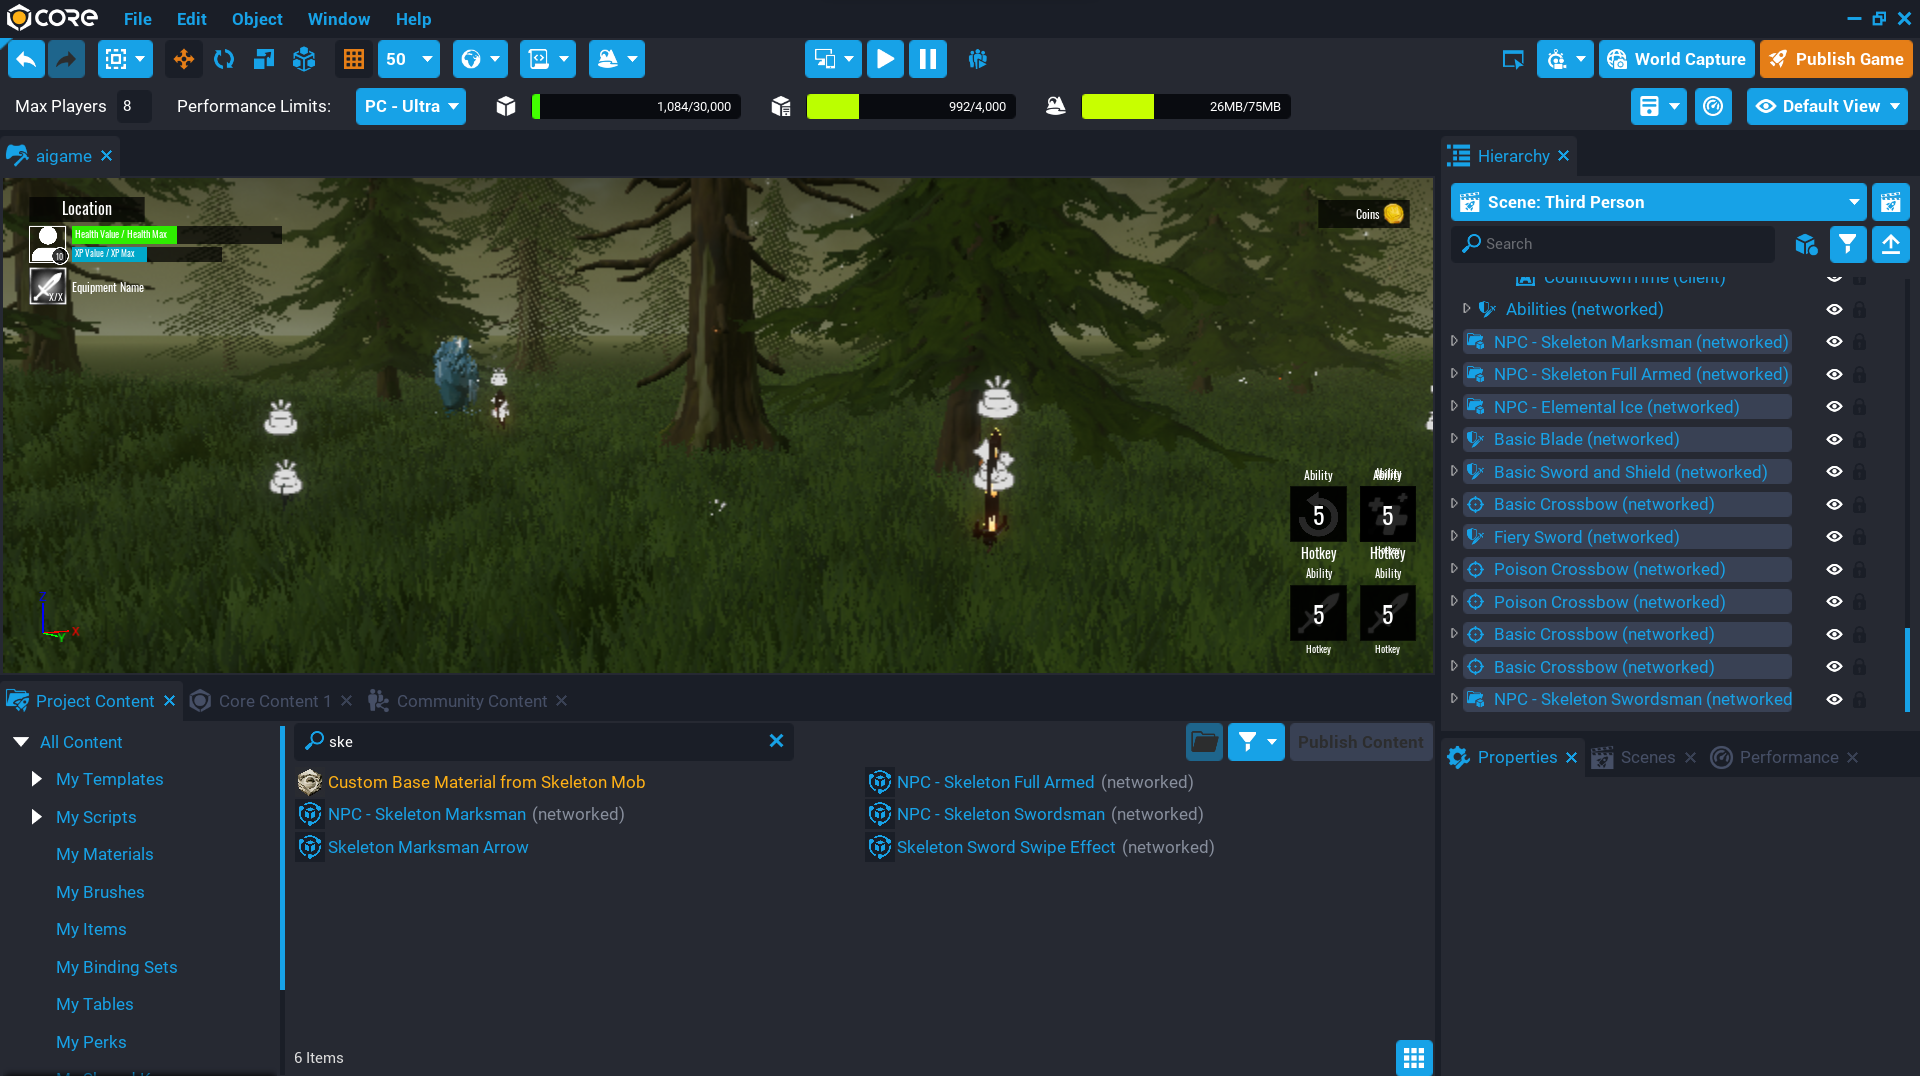 CORE File Edit Object Window Help
50 World Capture Publish Game
Max Players 8 Performance Limits: PC - Ultra 1,084/30,000 992/4,000 26MB/75MB Default View
aigame
Location
Health Value / Health Max
XP Value / XP Max
10
X/X Equipment Name
Coins
Ability Ability
5 5
Hotkey Hotkey
Ability Ability
5 5
Hotkey Hotkey
Z
X
Y
Hierarchy
Scene: Third Person
Search
CountdownTime (client)
Abilities (networked)
NPC - Skeleton Marksman (networked)
NPC - Skeleton Full Armed (networked)
NPC - Elemental Ice (networked)
Basic Blade (networked)
Basic Sword and Shield (networked)
Basic Crossbow (networked)
Fiery Sword (networked)
Poison Crossbow (networked)
Poison Crossbow (networked)
Basic Crossbow (networked)
Basic Crossbow (networked)
NPC - Skeleton Swordsman (networked
Project Content Core Content 1 Community Content
All Content
My Templates
My Scripts
My Materials
My Brushes
My Items
My Binding Sets
My Tables
My Perks
ske
Publish Content
Custom Base Material from Skeleton Mob
NPC - Skeleton Full Armed (networked)
NPC - Skeleton Marksman (networked)
NPC - Skeleton Swordsman (networked)
Skeleton Marksman Arrow
Skeleton Sword Swipe Effect (networked)
6 Items
Properties Scenes Performance